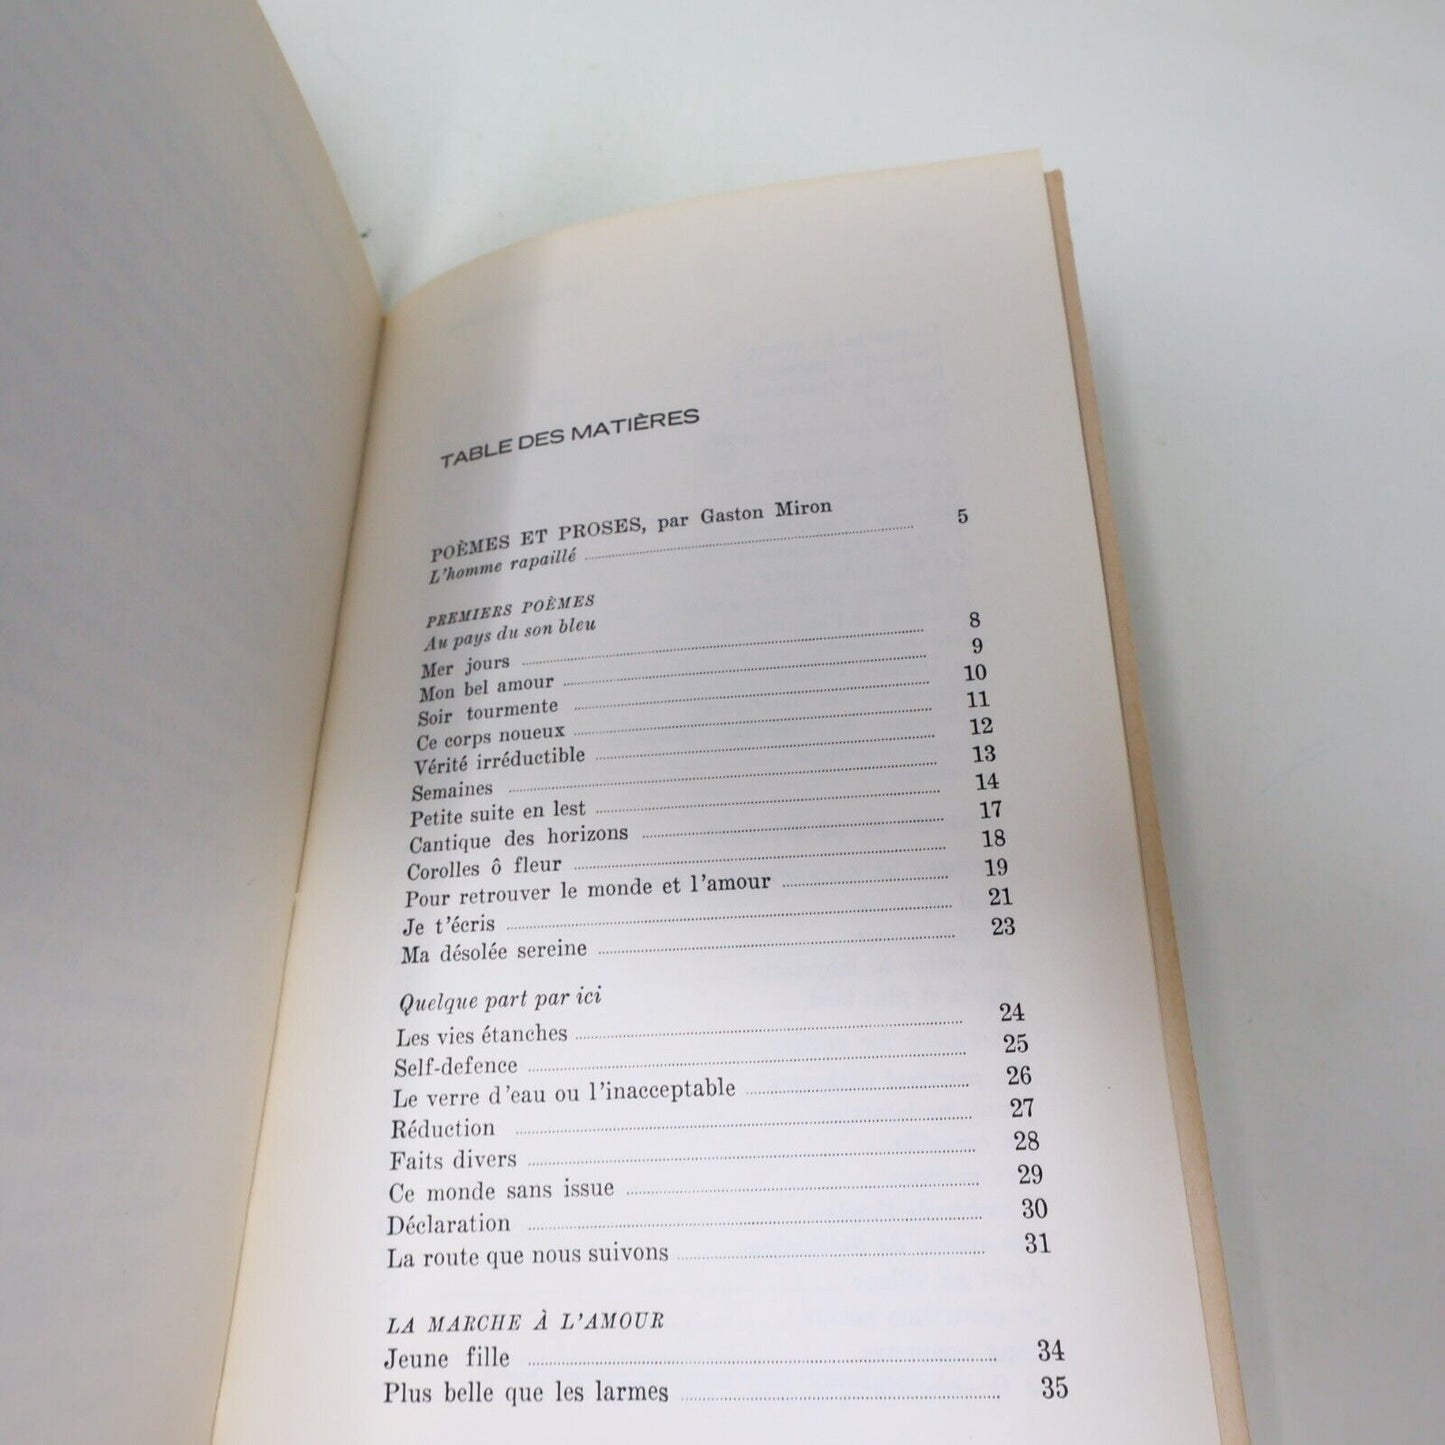 TABLE DES MATIÈRES
POÈMES ET PROSES, par Gaston Miron
L'homme rapaillé 5
PREMIERS POÈMES
Au pays du son bleu
Mer jours 8
Mon bel amour 9
Soir tourmente 10
Ce corps noueux 11
Vérité irréductible 12
Semaines 13
Petite suite en lest 14
Cantique des horizons 17
Corolles ô fleur 18
Pour retrouver le monde et l'amour 19
Je t'écris 21
Ma désolée sereine 23
Quelque part par ici
Les vies étanches 24
Self-defence 25
Le verre d'eau ou l'inacceptable 26
Réduction 27
Faits divers 28
Ce monde sans issue 29
Déclaration 30
La route que nous suivons 31
LA MARCHE À L'AMOUR
Jeune fille 34
Plus belle que les larmes 35